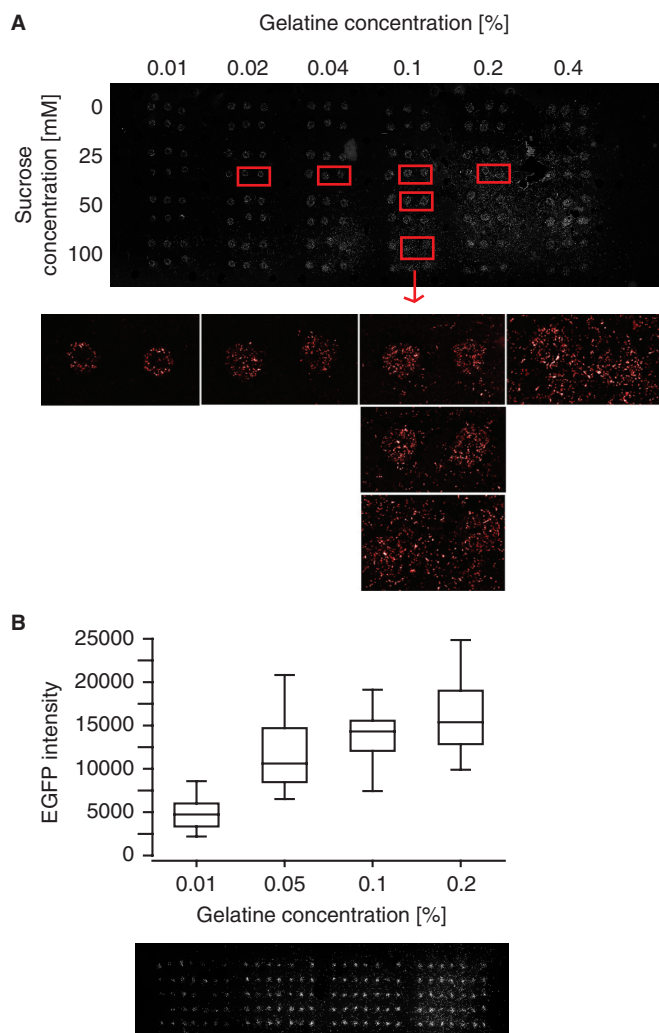 A
Gelatine concentration [%]
0.01 0.02 0.04 0.1 0.2 0.4
Sucrose
concentration [mM]
0
25
50
100
B
EGFP intensity
25000
20000
15000
10000
5000
0
0.01 0.05 0.1 0.2
Gelatine concentration [%]